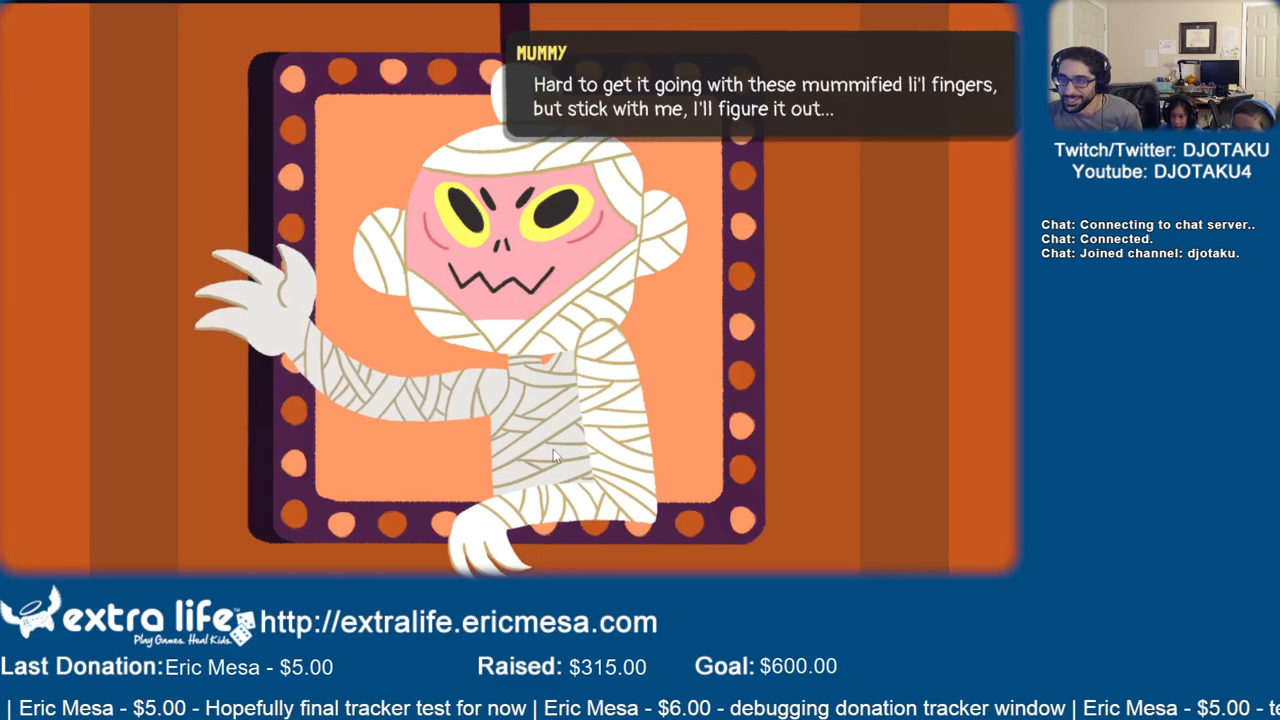 MUMMY
Hard to get it going with these mummified li'l fingers,
but stick with me, I'll figure it out...
Twitch/Twitter: DJOTAKU
Youtube: DJOTAKU4
Chat: Connecting to chat server..
Chat: Connected.
Chat: Joined channel: djotaku.
extra life
Play Games. Heal Kids.
http://extralife.ericmesa.com
Last Donation: Eric Mesa - $5.00
Raised: $315.00
Goal: $600.00
| Eric Mesa - $5.00 - Hopefully final tracker test for now | Eric Mesa - $6.00 - debugging donation tracker window | Eric Mesa - $5.00 - te